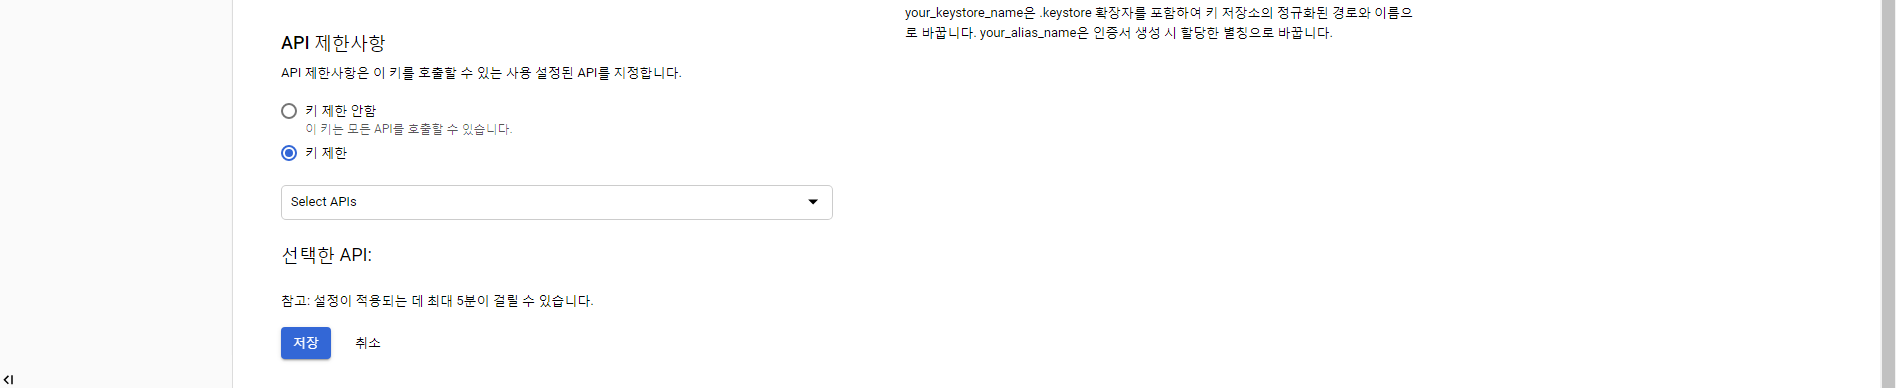 your_keystore_name은 .keystore 확장자를 포함하여 키 저장소의 정규화된 경로와 이름으
로 바꿉니다. your_alias_name은 인증서 생성 시 할당한 별칭으로 바꿉니다.
API 제한사항
API 제한사항은 이 키를 호출할 수 있는 사용 설정된 API를 지정합니다.
키 제한 안함
이 키는 모든 API를 호출할 수 있습니다.
키 제한
Select APIs
선택한 API:
참고: 설정이 적용되는 데 최대 5분이 걸릴 수 있습니다.
저장 취소